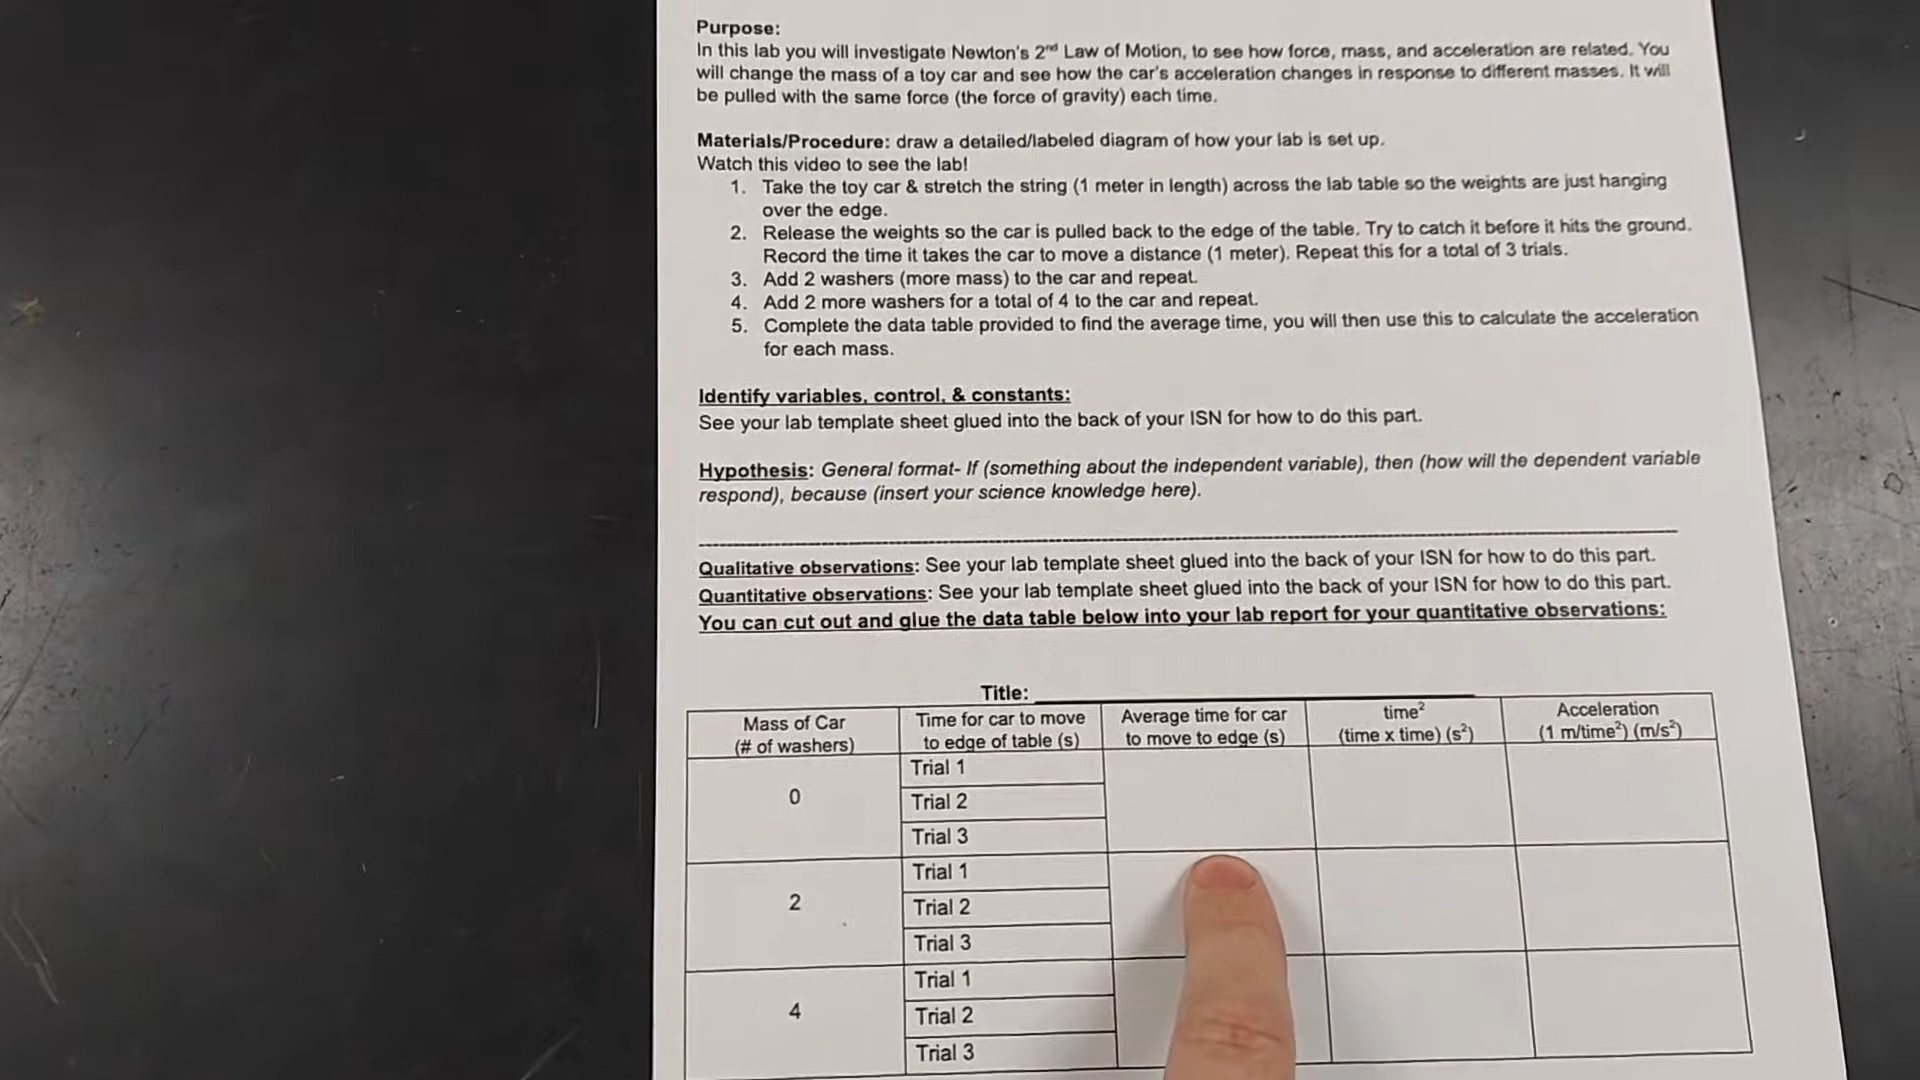 Purpose:
In this lab you will investigate Newton's 2nd Law of Motion, to see how force, mass, and acceleration are related. You
will change the mass of a toy car and see how the car's acceleration changes in response to different masses. It will
be pulled with the same force (the force of gravity) each time.
Materials/Procedure: draw a detailed/labeled diagram of how your lab is set up.
Watch this video to see the lab!
1. Take the toy car & stretch the string (1 meter in length) across the lab table so the weights are just hanging
over the edge.
2. Release the weights so the car is pulled back to the edge of the table. Try to catch it before it hits the ground.
Record the time it takes the car to move a distance (1 meter). Repeat this for a total of 3 trials.
3. Add 2 washers (more mass) to the car and repeat.
4. Add 2 more washers for a total of 4 to the car and repeat.
5. Complete the data table provided to find the average time, you will then use this to calculate the acceleration
for each mass.
Identify variables, control, & constants:
See your lab template sheet glued into the back of your ISN for how to do this part.
Hypothesis: General format- If (something about the independent variable), then (how will the dependent variable
respond), because (insert your science knowledge here).
Qualitative observations: See your lab template sheet glued into the back of your ISN for how to do this part.
Quantitative observations: See your lab template sheet glued into the back of your ISN for how to do this part.
You can cut out and glue the data table below into your lab report for your quantitative observations:
Title:
Mass of Car
(# of washers)
Time for car to move
to edge of table (s)
Average time for car
to move to edge (s)
time²
(time x time) (s²)
Acceleration
(1 m/time²) (m/s²)
0
Trial 1
Trial 2
Trial 3
2
Trial 1
Trial 2
Trial 3
4
Trial 1
Trial 2
Trial 3